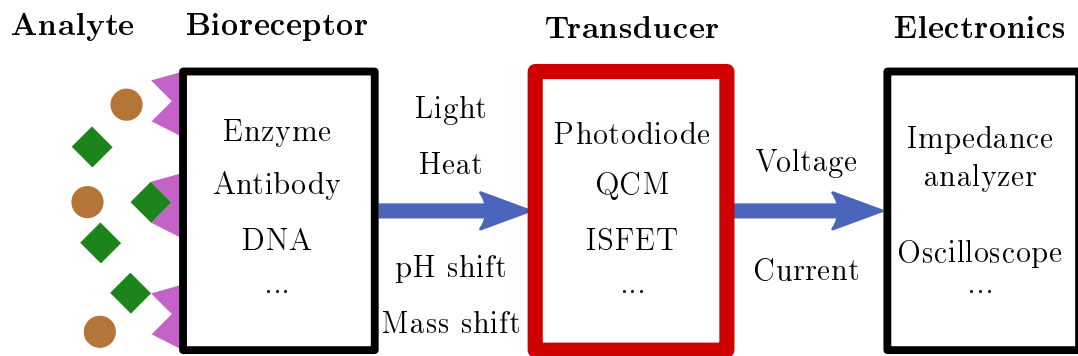 Analyte
Bioreceptor
Transducer
Electronics
Enzyme
Antibody
DNA
...
Light
Heat
pH shift
Mass shift
Photodiode
QCM
ISFET
...
Voltage
Current
Impedance
analyzer
Oscilloscope
...